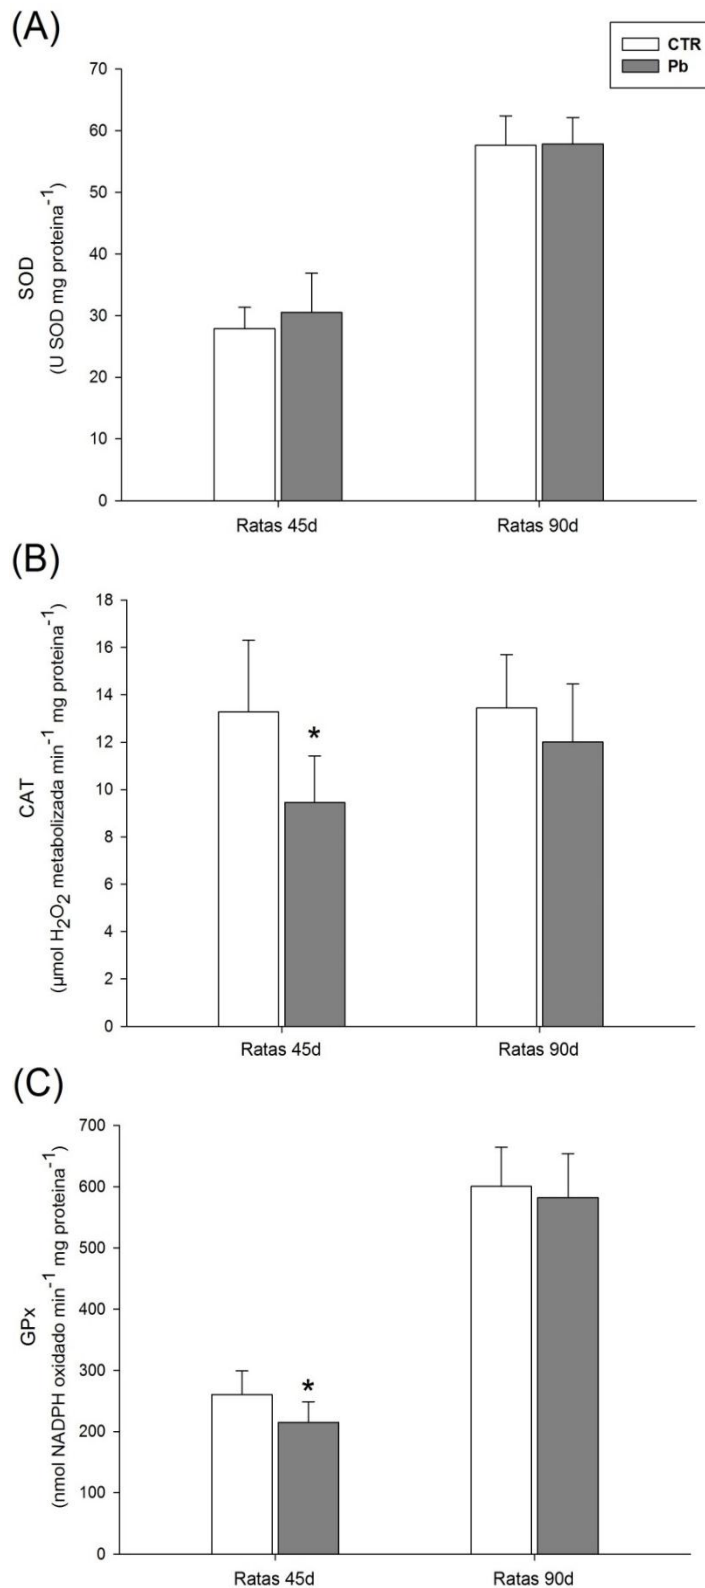 (A)
CTR
Pb
SOD
(U SOD mg proteina⁻¹)
70
60
50
40
30
20
10
0
Ratas 45d
Ratas 90d
(B)
CAT
(µmol H₂O₂ metabolizada min⁻¹ mg proteina⁻¹)
18
16
14
12
10
8
6
4
2
0
*
Ratas 45d
Ratas 90d
(C)
GPx
(nmol NADPH oxidado min⁻¹ mg proteina⁻¹)
700
600
500
400
300
200
100
0
*
Ratas 45d
Ratas 90d